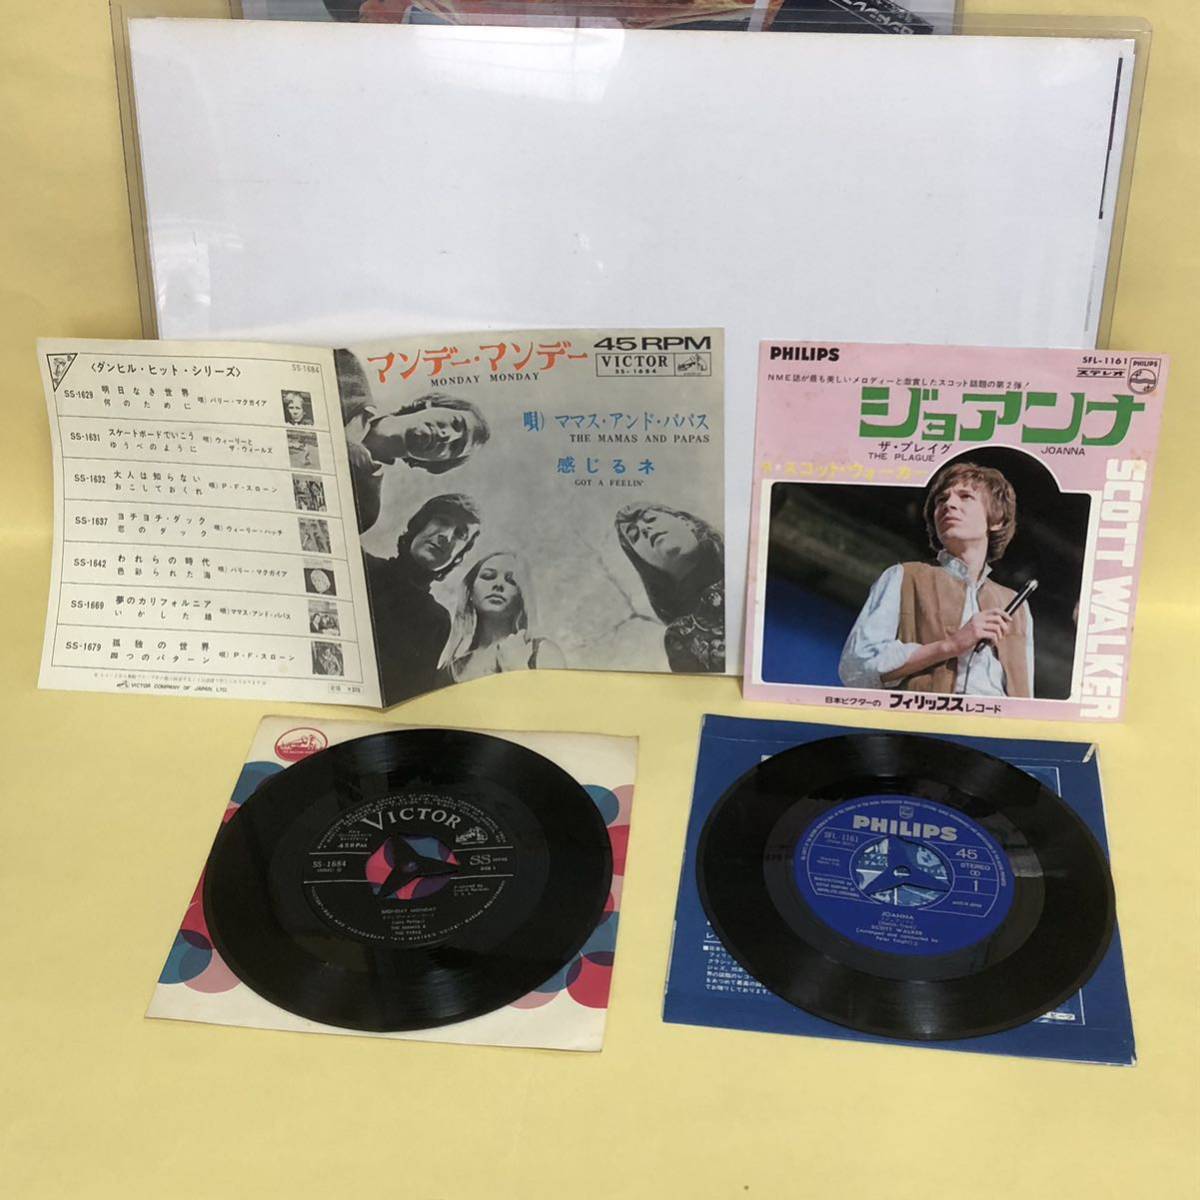 〈ダンヒル・ヒット・シリーズ〉
SS-1684
SS-1629
明日なき世界
何のために
唄)バリー・マクガイア
SS-1631
スケートボードでいこう
ゆうべのように
唄)ウィーリーと
ザ・ウィールズ
SS-1632
大人は知らない
おこしておくれ
唄)P・F・スローン
SS-1637
ヨチヨチ・ダック
恋のダック
唄)ウィーリー・ハッチ
SS-1642
われらの時代
色彩られた海
唄)バリー・マクガイア
SS-1669
夢のカリフォルニア
いかした踊
唄)ママス・アンド・パパス
SS-1679
孤独の世界
四つのパターン
唄)P・F・スローン
VICTOR COMPANY OF JAPAN LTD.
マンデー・マンデー
MONDAY MONDAY
45RPM
VICTOR
SS-1684
唄)ママス・アンド・パパス
THE MAMAS AND PAPAS
感じるネ
GOT A FEELIN'
PHILIPS
SFL-1161
ステレオ
PHILIPS
NME誌が最も美しいメロディーと激賞したスコット話題の第2弾!
ジョアンナ
JOANNA
ザ・プレイグ
THE PLAGUE
スコット・ウォーカー
SCOTT WALKER
日本ビクターの フィリップスレコード
VICTOR
45RPM
SS-1684
SS
SIDE 1
MONDAY MONDAY
THE MAMAS &
THE PAPAS
PHILIPS
SFL-1161
45
STEREO
1
JOANNA
SCOTT WALKER
(Arranged and conducted by
Peter Knight)